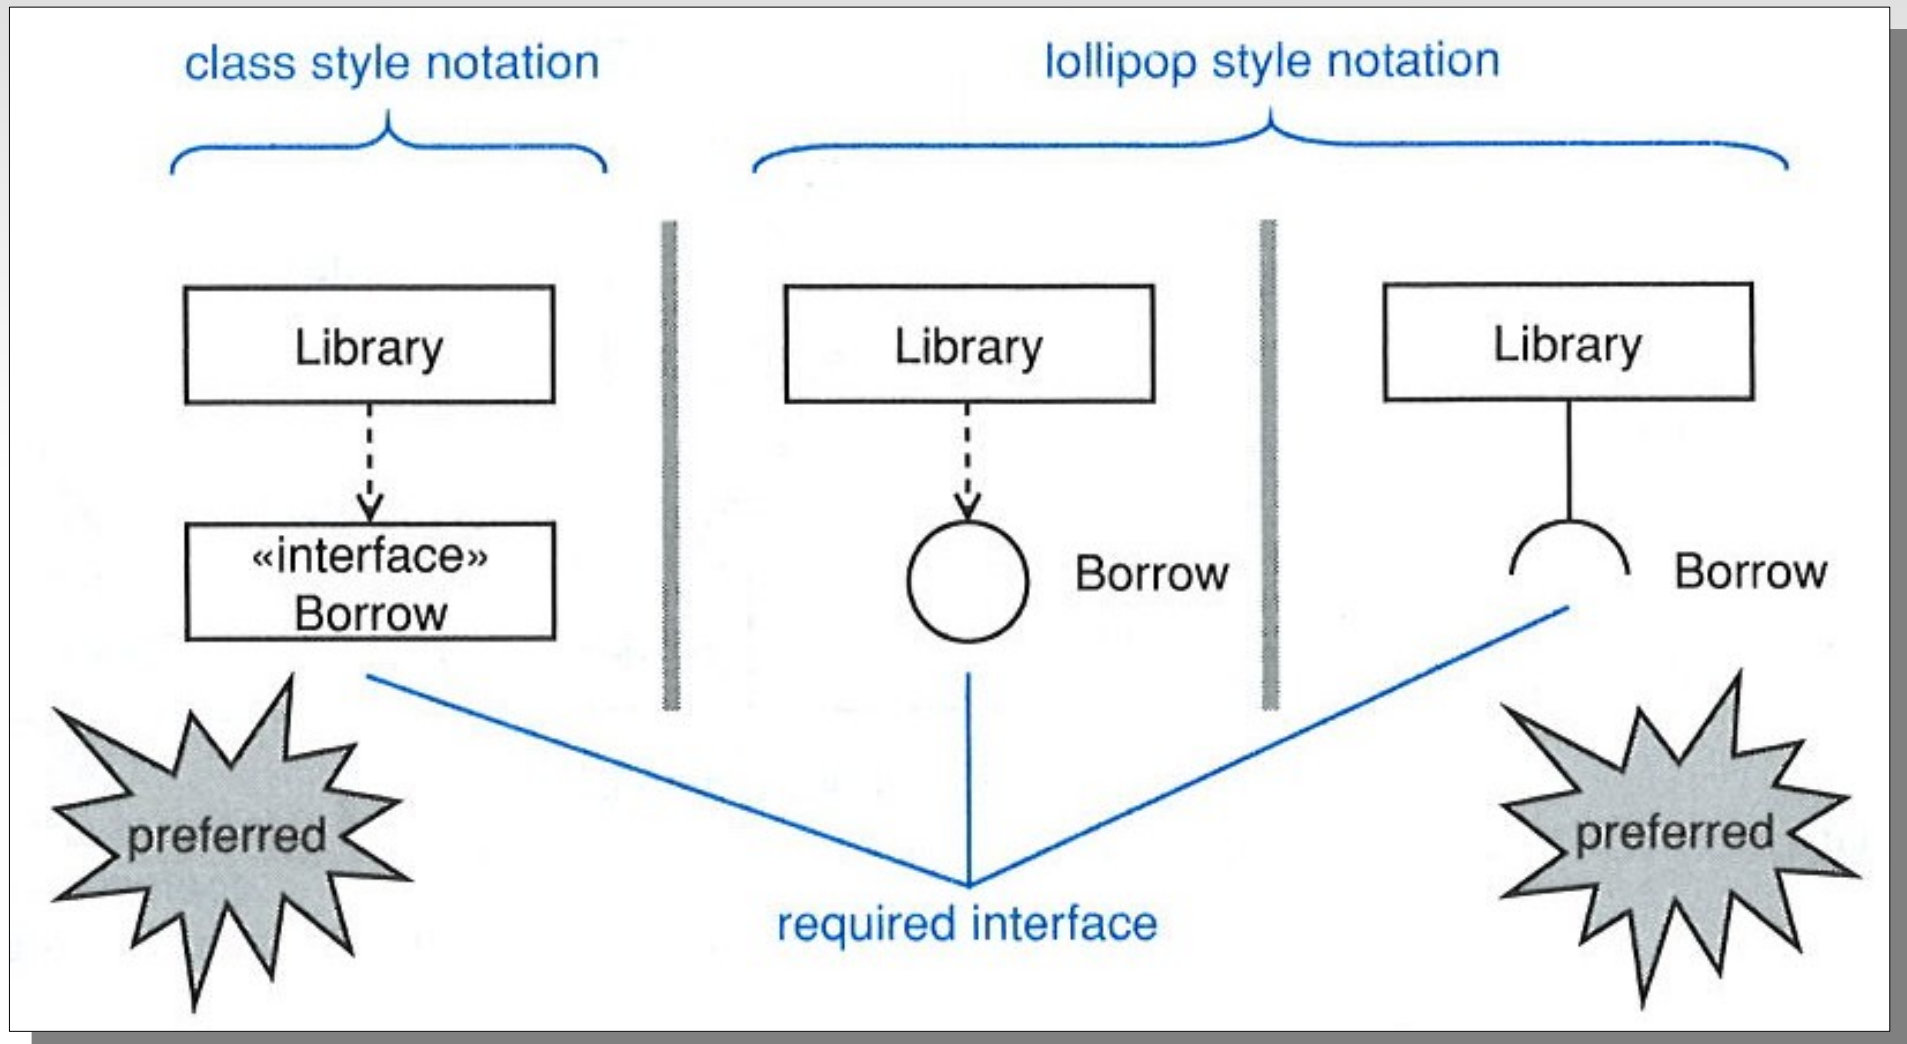 class style notation
lollipop style notation
Library
Library
Library
«interface»
Borrow
Borrow
Borrow
preferred
preferred
required interface